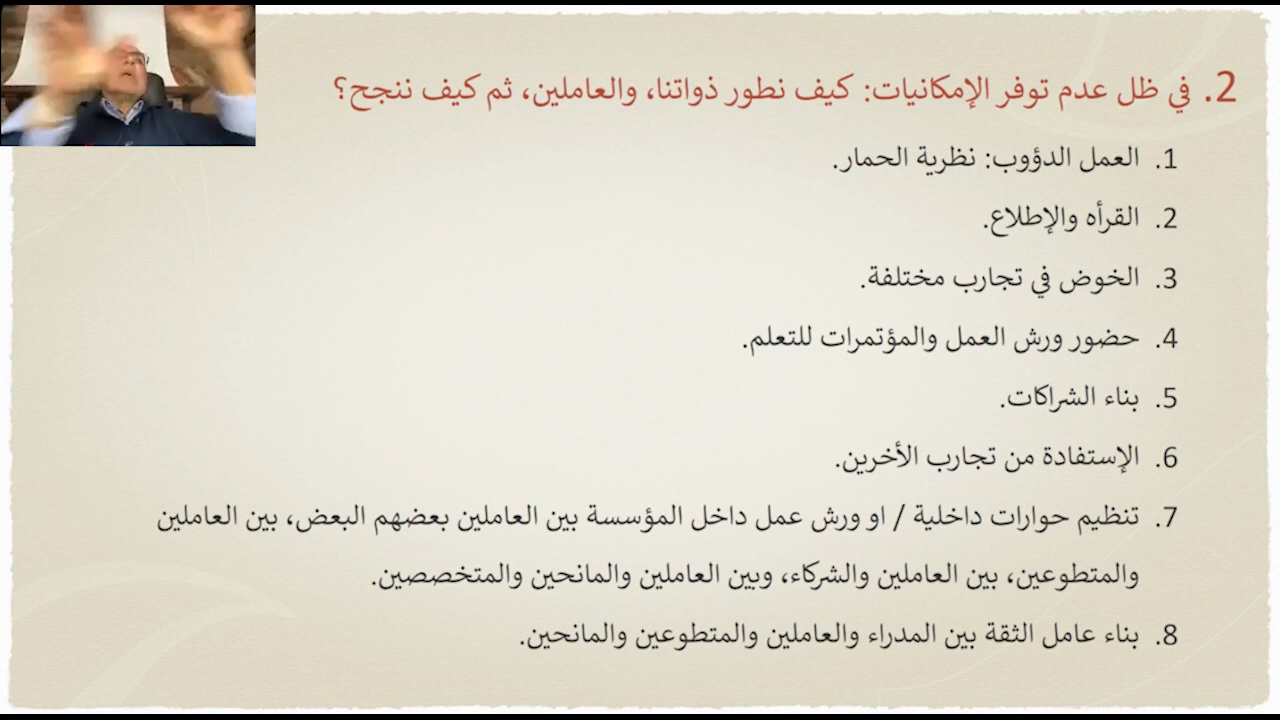 2. في ظل عدم توفر الإمكانيات: كيف نطور ذواتنا، والعاملين، ثم كيف ننجح؟
1. العمل الدؤوب: نظرية الحمار.
2. القرأه والإطلاع.
3. الخوض في تجارب مختلفة.
4. حضور ورش العمل والمؤتمرات للتعلم.
5. بناء الشراكات.
6. الإستفادة من تجارب الأخرين.
7. تنظيم حوارات داخلية / او ورش عمل داخل المؤسسة بين العاملين بعضهم البعض، بين العاملين
والمتطوعين، بين العاملين والشركاء، وبين العاملين والمانحين والمتخصصين.
8. بناء عامل الثقة بين المدراء والعاملين والمتطوعين والمانحين.